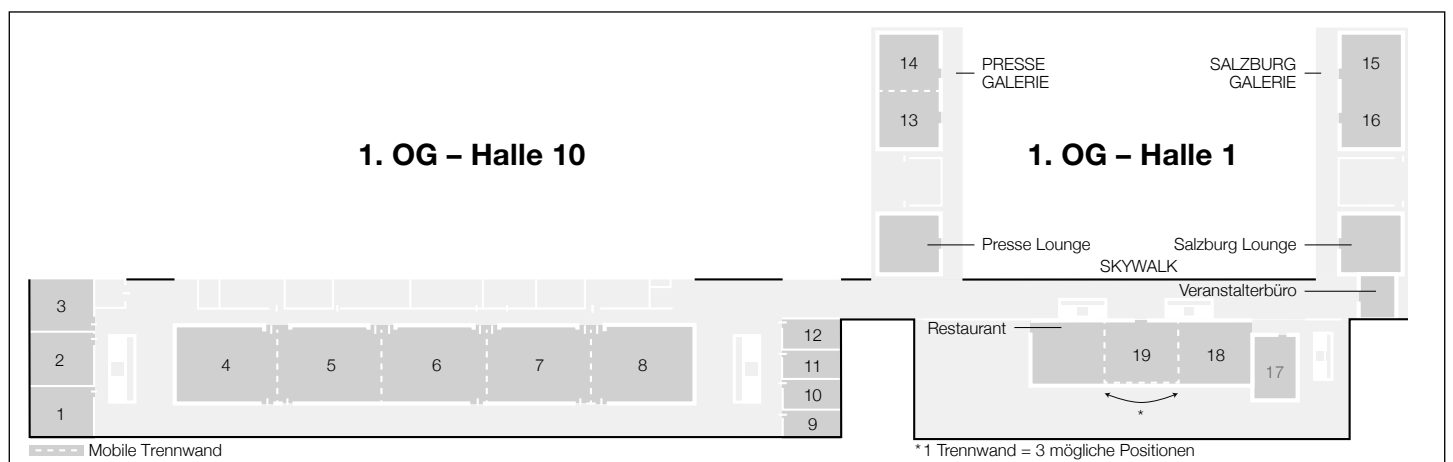 14
PRESSE
GALERIE
SALZBURG
GALERIE
15
13
16
1. OG – Halle 10
1. OG – Halle 1
Presse Lounge
Salzburg Lounge
SKYWALK
Veranstalterbüro
3
Restaurant
12
2
4
5
6
7
8
11
19
18
17
10
1
9
*
Mobile Trennwand
*1 Trennwand = 3 mögliche Positionen